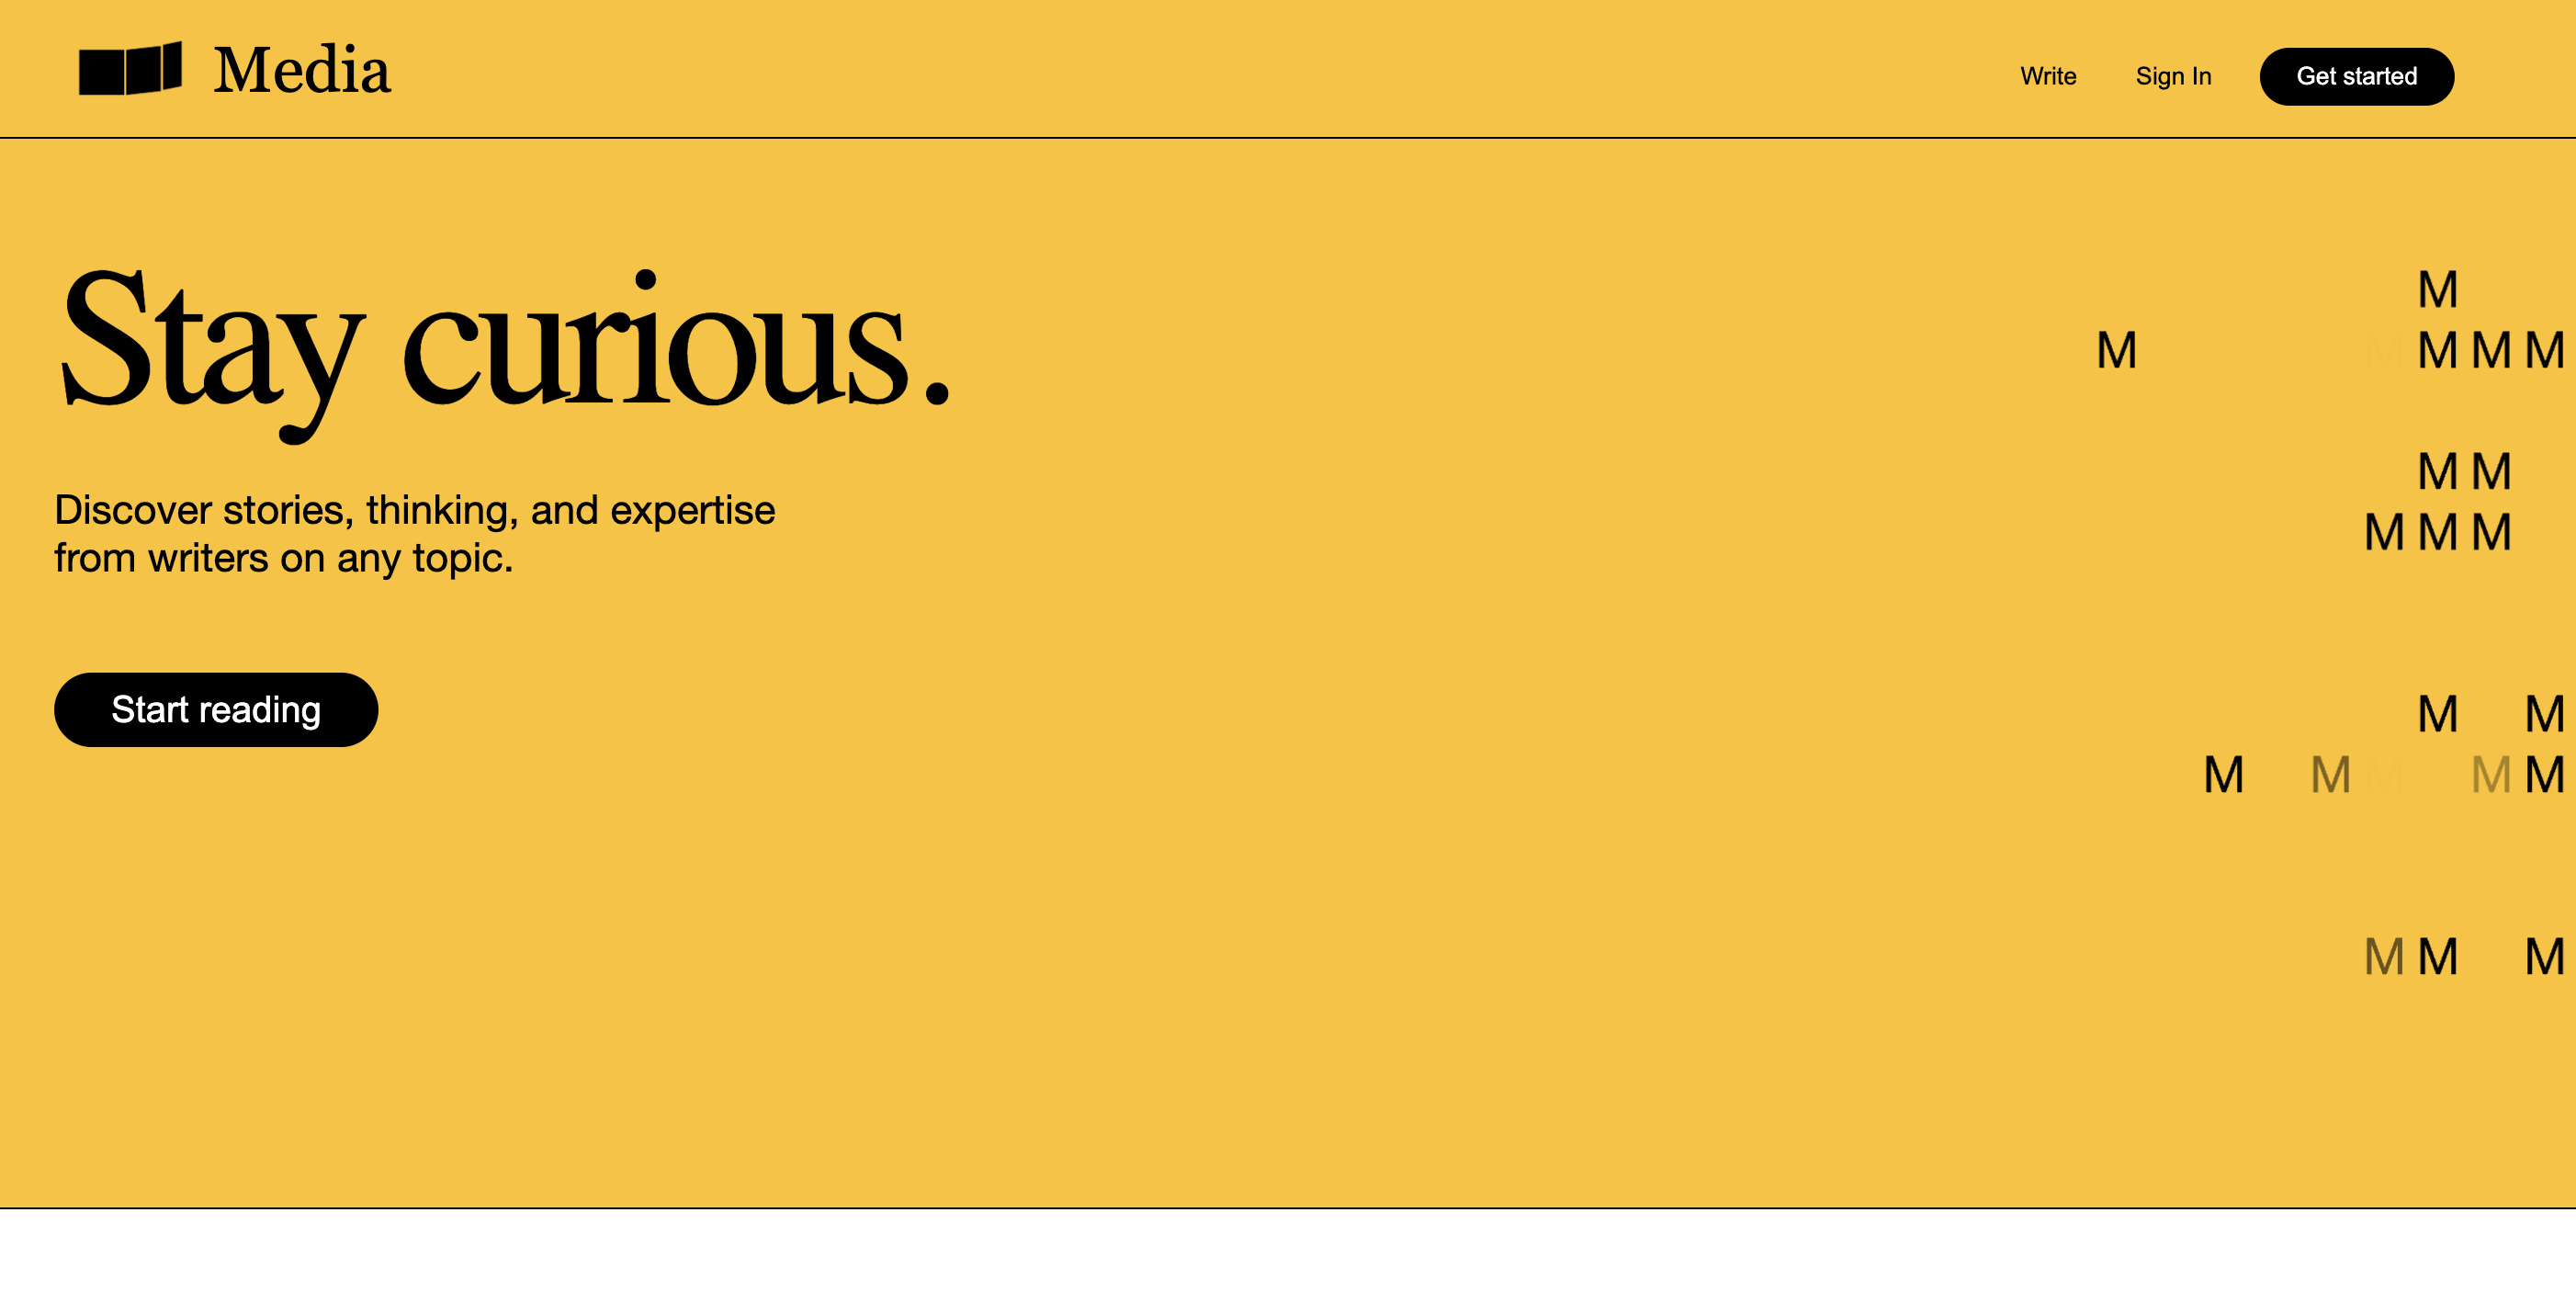 Media
Write
Sign In
Get started
Stay curious.
M
M M M M M
M M
M M M
Discover stories, thinking, and expertise
from writers on any topic.
Start reading
M M
M M M M M
M M M